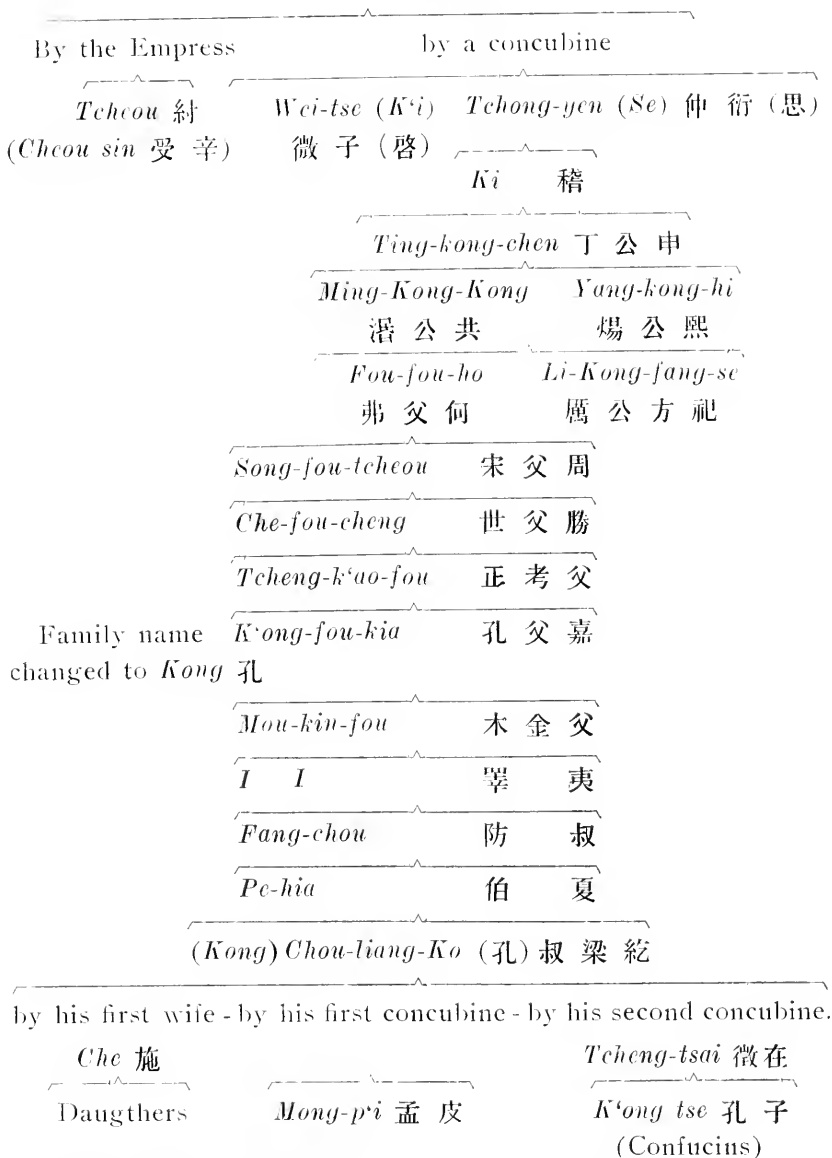 By the Empress by a concubine
Tcheou 紂 Wei-tse (K‘i) Tchong-yen (Se) 仲衍(思)
(Cheou sin 受辛) 微子(啓)
Ki 稽
Ting-kong-chen 丁公申
Ming-Kong-Kong Yang-kong-hi
湣公共 煬公熙
Fou-fou-ho Li-Kong-fang-se
弗父何 厲公方祀
Song-fou-tcheou 宋父周
Che-fou-cheng 世父勝
Tcheng-k‘ao-fou 正考父
Family name K‘ong-fou-kia 孔父嘉
changed to Kong 孔
Mou-kin-fou 木金父
I I 睪夷
Fang-chou 防叔
Pe-hia 伯夏
(Kong) Chou-liang-Ko (孔)叔梁紇
by his first wife - by his first concubine - by his second concubine.
Che 施 Tcheng-tsai 徵在
Daugthers Mong-p‘i 孟皮 K‘ong tse 孔子
(Confucius)